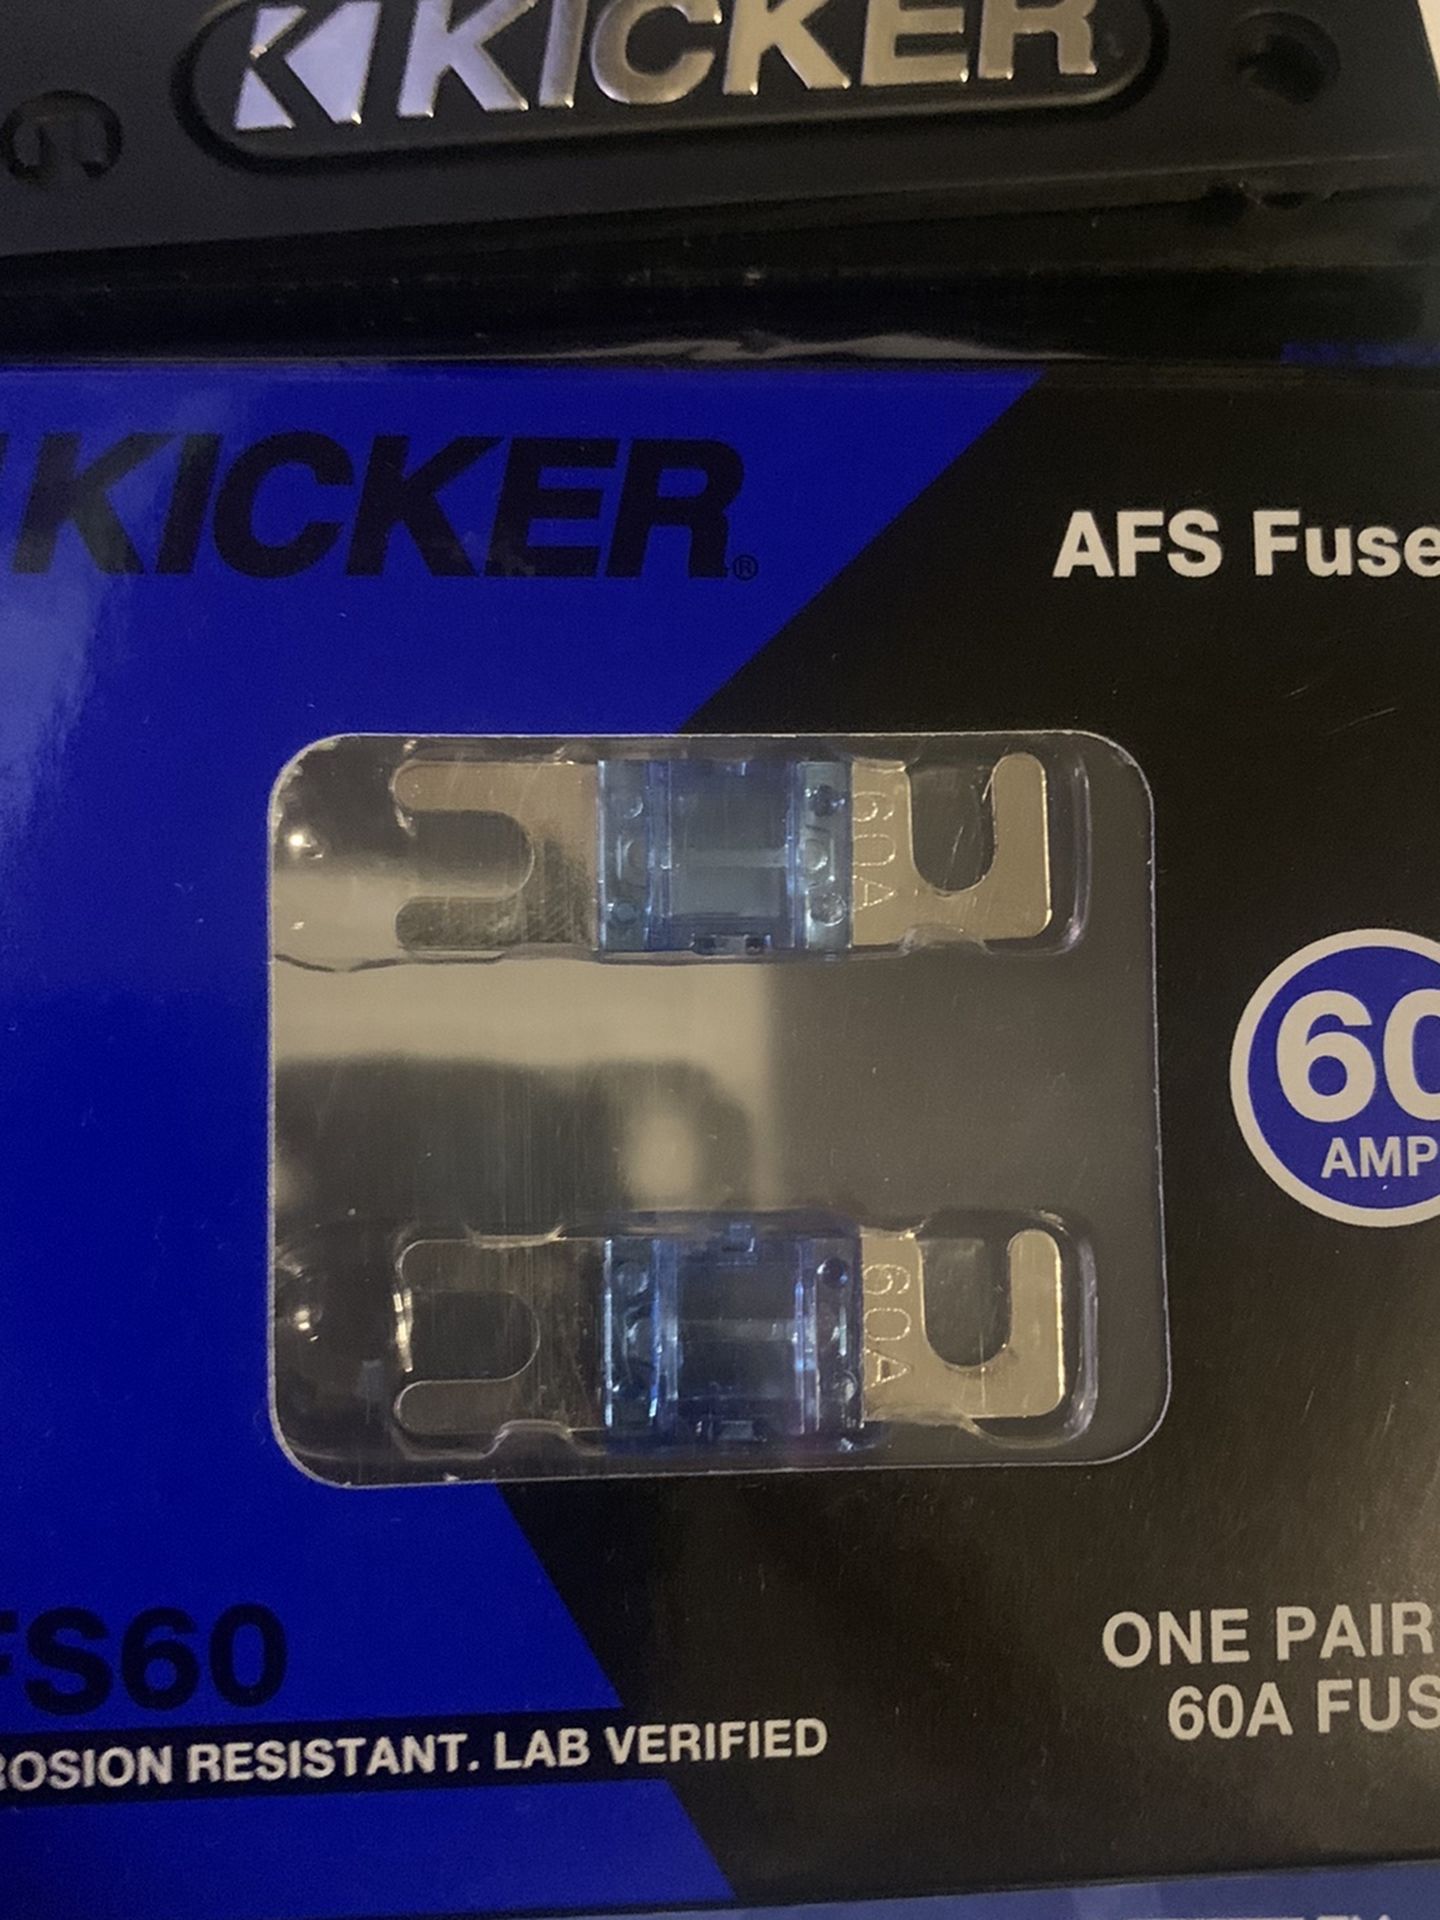 KICKER
KICKER®
AFS Fuse
60A
60
AMP
60A
FS60
ONE PAIR
60A FUS
ROSION RESISTANT. LAB VERIFIED